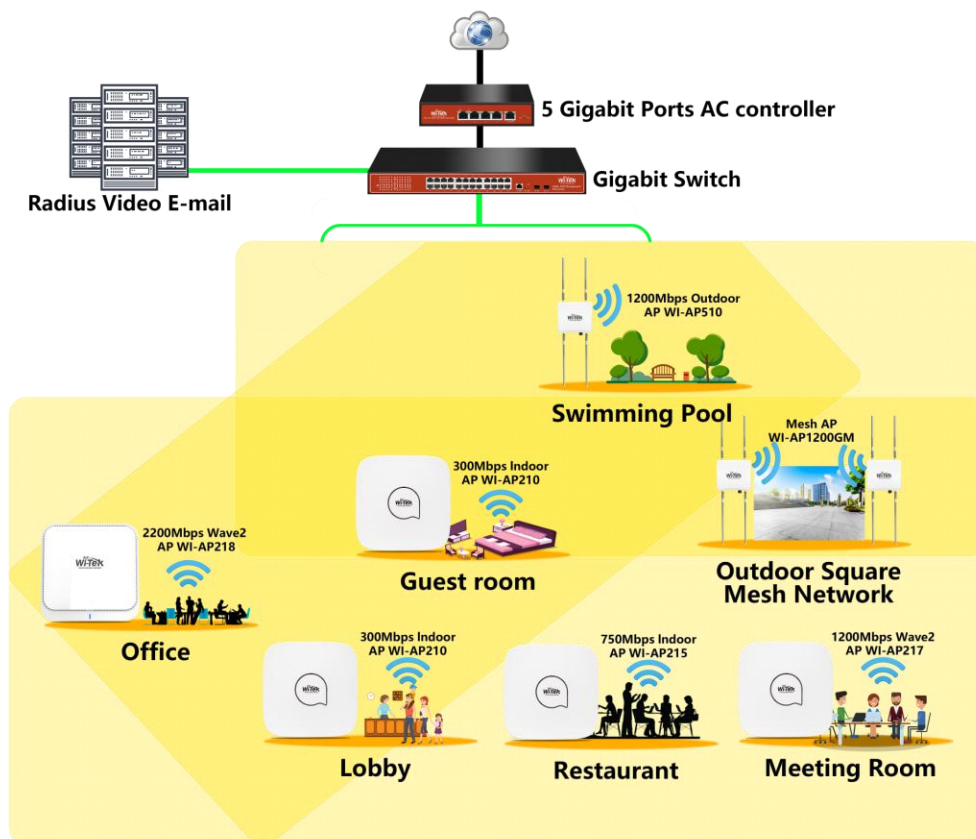 5 Gigabit Ports AC controller
Gigabit Switch
Radius Video E-mail
1200Mbps Outdoor
AP WI-AP510
Swimming Pool
Mesh AP
WI-AP1200GM
300Mbps Indoor
AP WI-AP210
Guest room
Outdoor Square
Mesh Network
2200Mbps Wave2
AP WI-AP218
Wi-Tek
Office
300Mbps Indoor
AP WI-AP210
Lobby
750Mbps Indoor
AP WI-AP215
Restaurant
1200Mbps Wave2
AP WI-AP217
Meeting Room